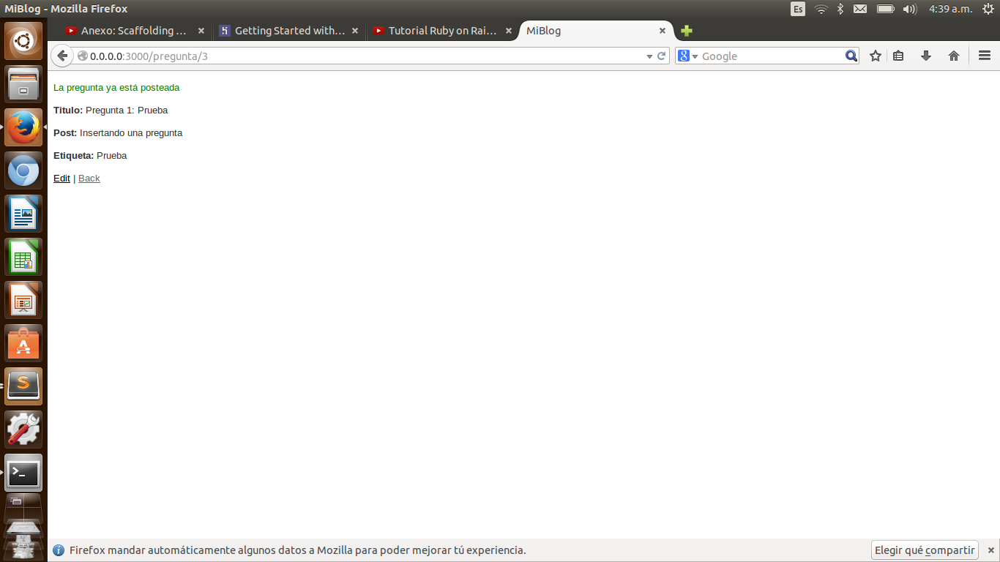 MiBlog - Mozilla Firefox
Es
4:39 a.m.
Anexo: Scaffolding ...
Getting Started with...
Tutorial Ruby on Rai...
MiBlog
0.0.0.0:3000/pregunta/3
Google
La pregunta ya está posteada
Titulo: Pregunta 1: Prueba
Post: Insertando una pregunta
Etiqueta: Prueba
Edit | Back
Firefox mandar automáticamente algunos datos a Mozilla para poder mejorar tú experiencia.
Elegir qué compartir